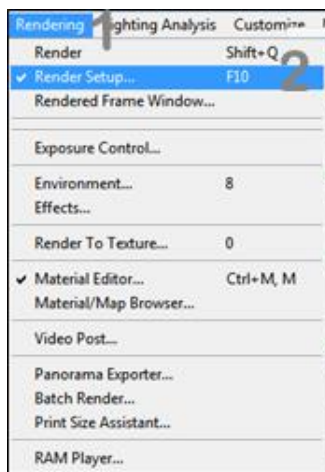 Rendering 1 Lighting Analysis Customize
Render Shift+Q 2
✓ Render Setup... F10
Rendered Frame Window...
Exposure Control...
Environment... 8
Effects...
Render To Texture... 0
✓ Material Editor... Ctrl+M, M
Material/Map Browser...
Video Post...
Panorama Exporter...
Batch Render...
Print Size Assistant...
RAM Player...